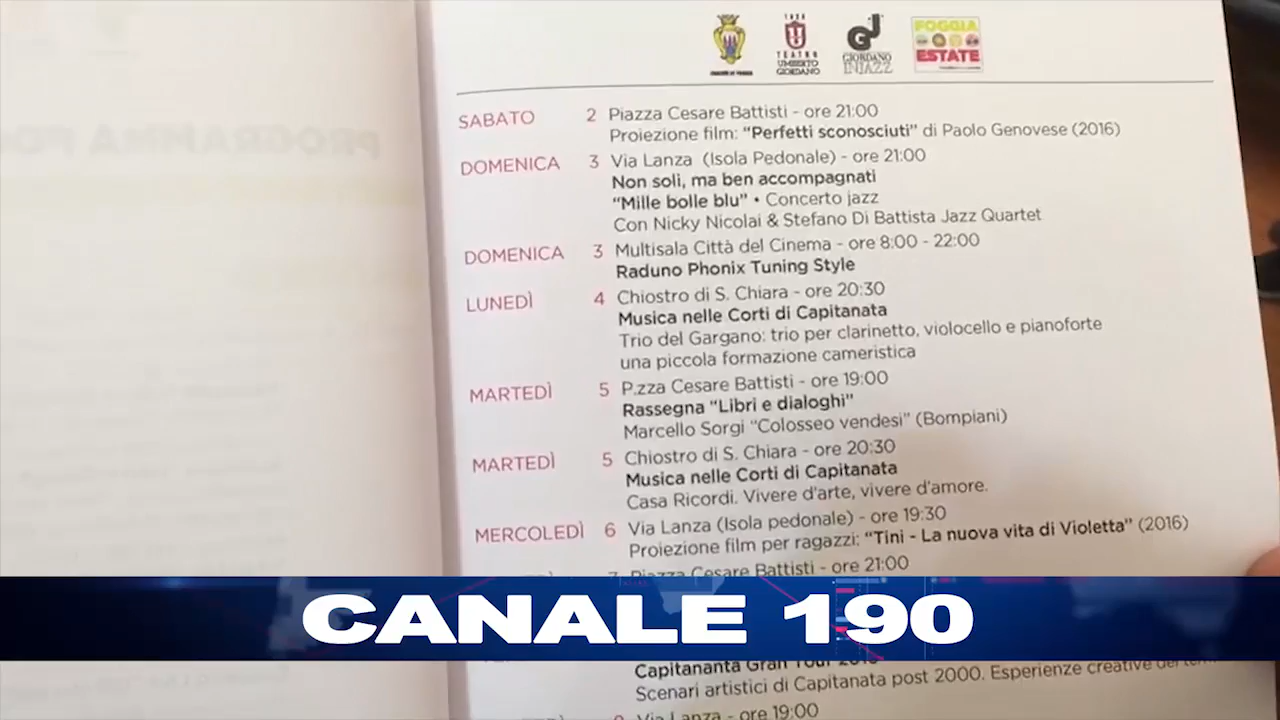 TEATRO
UMBERTO
GIORDANO
GIORDANO
IN JAZZ
FOGGIA
ESTATE
SABATO 2 Piazza Cesare Battisti - ore 21:00
Proiezione film: “Perfetti sconosciuti” di Paolo Genovese (2016)
DOMENICA 3 Via Lanza (Isola Pedonale) - ore 21:00
Non soli, ma ben accompagnati
“Mille bolle blu” • Concerto jazz
Con Nicky Nicolai & Stefano Di Battista Jazz Quartet
DOMENICA 3 Multisala Città del Cinema - ore 8:00 - 22:00
Raduno Phonix Tuning Style
LUNEDÌ 4 Chiostro di S. Chiara - ore 20:30
Musica nelle Corti di Capitanata
Trio del Gargano: trio per clarinetto, violocello e pianoforte
una piccola formazione cameristica
MARTEDÌ 5 P.zza Cesare Battisti - ore 19:00
Rassegna “Libri e dialoghi”
Marcello Sorgi “Colosseo vendesi” (Bompiani)
MARTEDÌ 5 Chiostro di S. Chiara - ore 20:30
Musica nelle Corti di Capitanata
Casa Ricordi. Vivere d'arte, vivere d'amore.
MERCOLEDÌ 6 Via Lanza (Isola pedonale) - ore 19:30
Proiezione film per ragazzi: “Tini - La nuova vita di Violetta” (2016)
Piazza Cesare Battisti - ore 21:00
CANALE 190
Capitananta Gran Tour
Scenari artistici di Capitanata post 2000. Esperienze creative
Via Lanza - ore 19:00